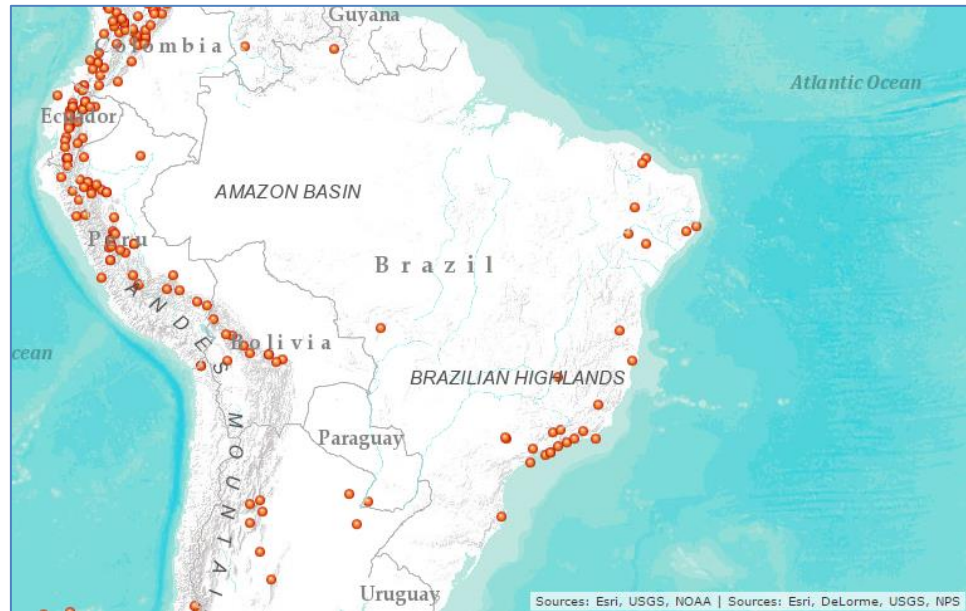 Guyana
Colombia
Atlantic Ocean
Ecuador
AMAZON BASIN
Peru
Brazil
ANDES MOUNTAI
Bolivia
cean
BRAZILIAN HIGHLANDS
Paraguay
Uruguay
Sources: Esri, USGS, NOAA | Sources: Esri, DeLorme, USGS, NPS